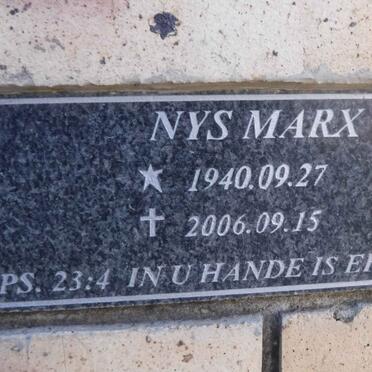 NYS MARX
1940.09.27
2006.09.15
PS. 23:4 IN U HANDE IS